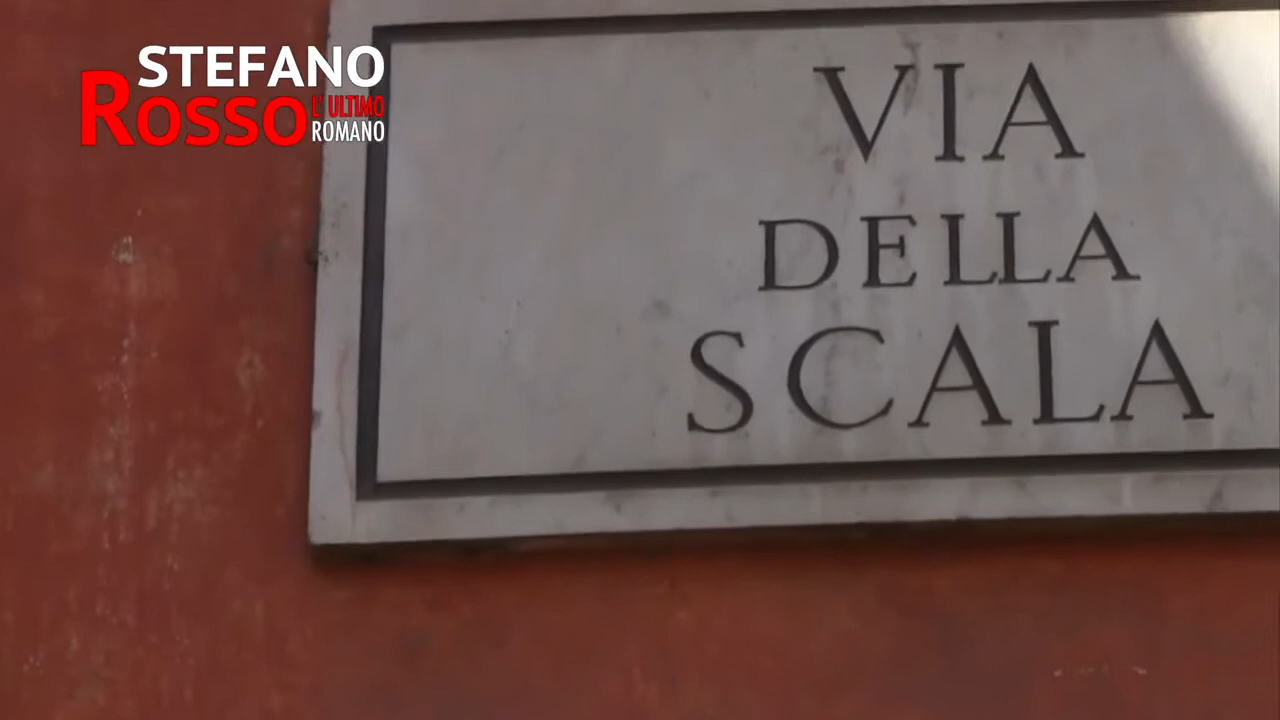 STEFANO
ROSSO L'ULTIMO
ROMANO
VIA
DELLA
SCALA